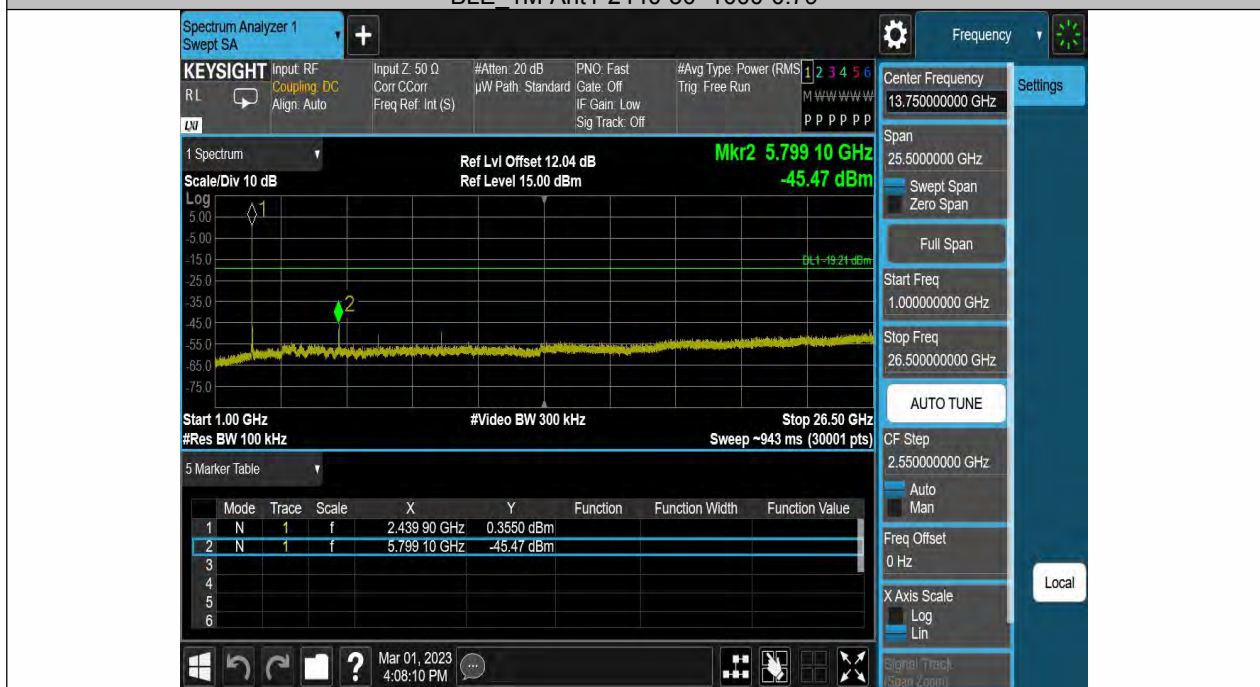 Spectrum Analyzer 1
Swept SA
+
Frequency
KEYSIGHT
RL
LXI
Input: RF
Coupling: DC
Align: Auto
Input Z: 50 Ω
Corr CCorr
Freq Ref: Int (S)
#Atten: 20 dB
µW Path: Standard
PNO: Fast
Gate: Off
IF Gain: Low
Sig Track: Off
#Avg Type: Power (RMS
Trig: Free Run
1 2 3 4 5 6
M W W W W W
P P P P P P
Center Frequency
13.750000000 GHz
Settings
Span
25.5000000 GHz
Swept Span
Zero Span
Full Span
Start Freq
1.000000000 GHz
Stop Freq
26.500000000 GHz
AUTO TUNE
CF Step
2.550000000 GHz
Auto
Man
Freq Offset
0 Hz
X Axis Scale
Log
Lin
Signal Track
(Span Zoom)
Local
1 Spectrum
Scale/Div 10 dB
Ref Lvl Offset 12.04 dB
Ref Level 15.00 dBm
Mkr2 5.799 10 GHz
-45.47 dBm
Log
5.00
-5.00
-15.0
-25.0
-35.0
-45.0
-55.0
-65.0
-75.0
1
2
DL1 -19.21 dBm
Start 1.00 GHz
#Video BW 300 kHz
Stop 26.50 GHz
#Res BW 100 kHz
Sweep ~943 ms (30001 pts)
5 Marker Table
Mode Trace Scale X Y Function Function Width Function Value
1 N 1 f 2.439 90 GHz 0.3550 dBm
2 N 1 f 5.799 10 GHz -45.47 dBm
3
4
5
6
?
Mar 01, 2023
4:08:10 PM